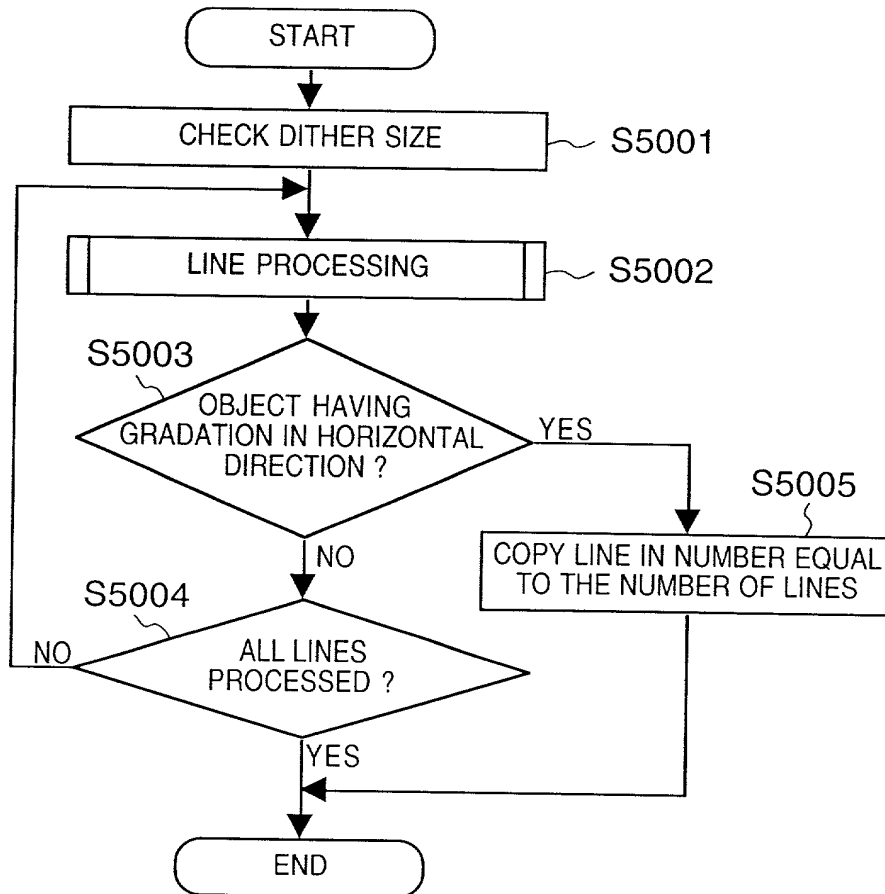 START
CHECK DITHER SIZE
S5001
LINE PROCESSING
S5002
S5003
OBJECT HAVING
GRADATION IN HORIZONTAL
DIRECTION ?
YES
S5005
COPY LINE IN NUMBER EQUAL
TO THE NUMBER OF LINES
NO
S5004
NO
ALL LINES
PROCESSED ?
YES
END